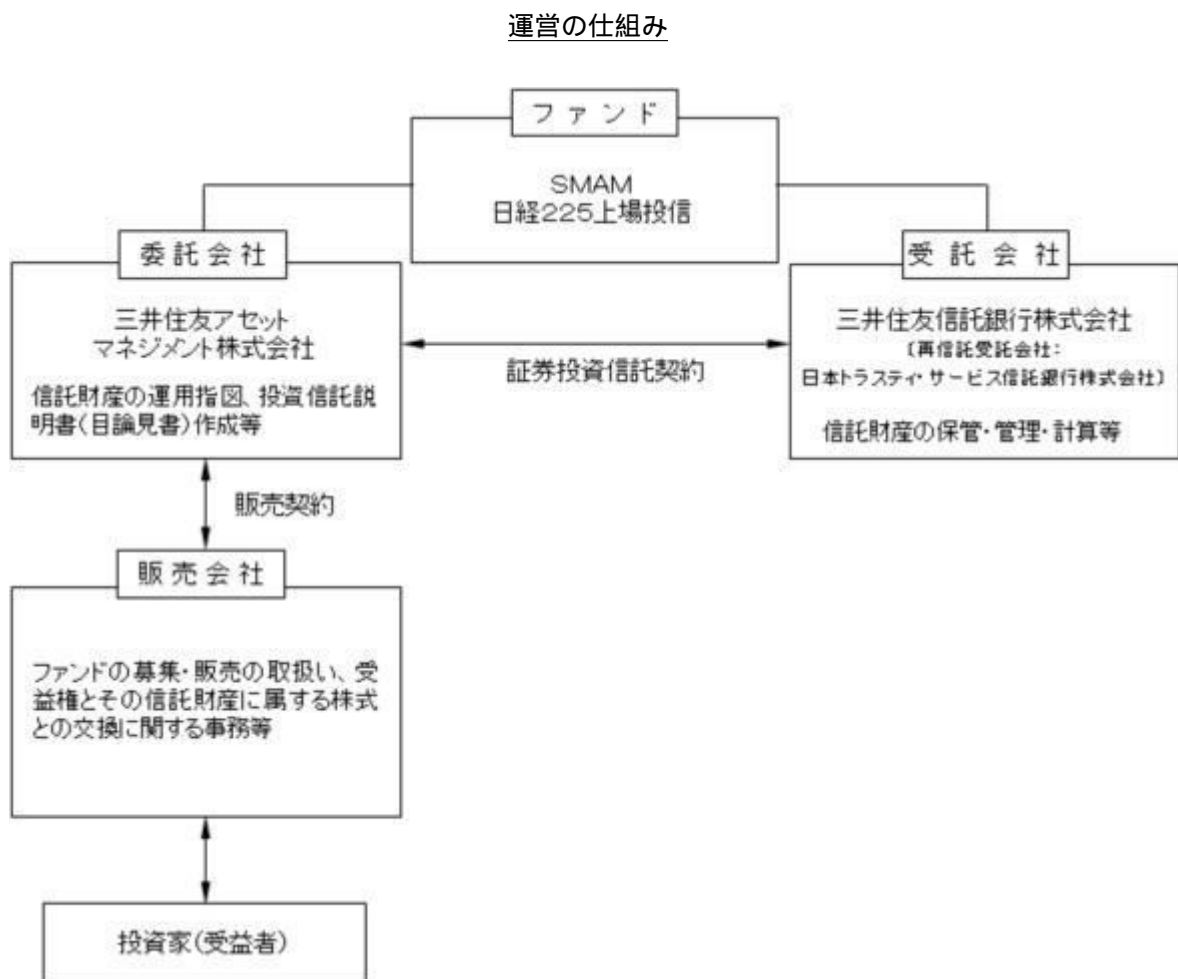 運営の仕組み
ファンド
SMAM
日経225上場投信
委託会社
三井住友アセット
マネジメント株式会社
信託財産の運用指図、投資信託説
明書(目論見書)作成等
証券投資信託契約
受託会社
三井住友信託銀行株式会社
〔再信託受託会社:
日本トラスティ・サービス信託銀行株式会社〕
信託財産の保管・管理・計算等
販売契約
販売会社
ファンドの募集・販売の取扱い、受
益権とその信託財産に属する株式
との交換に関する事務等
投資家(受益者)